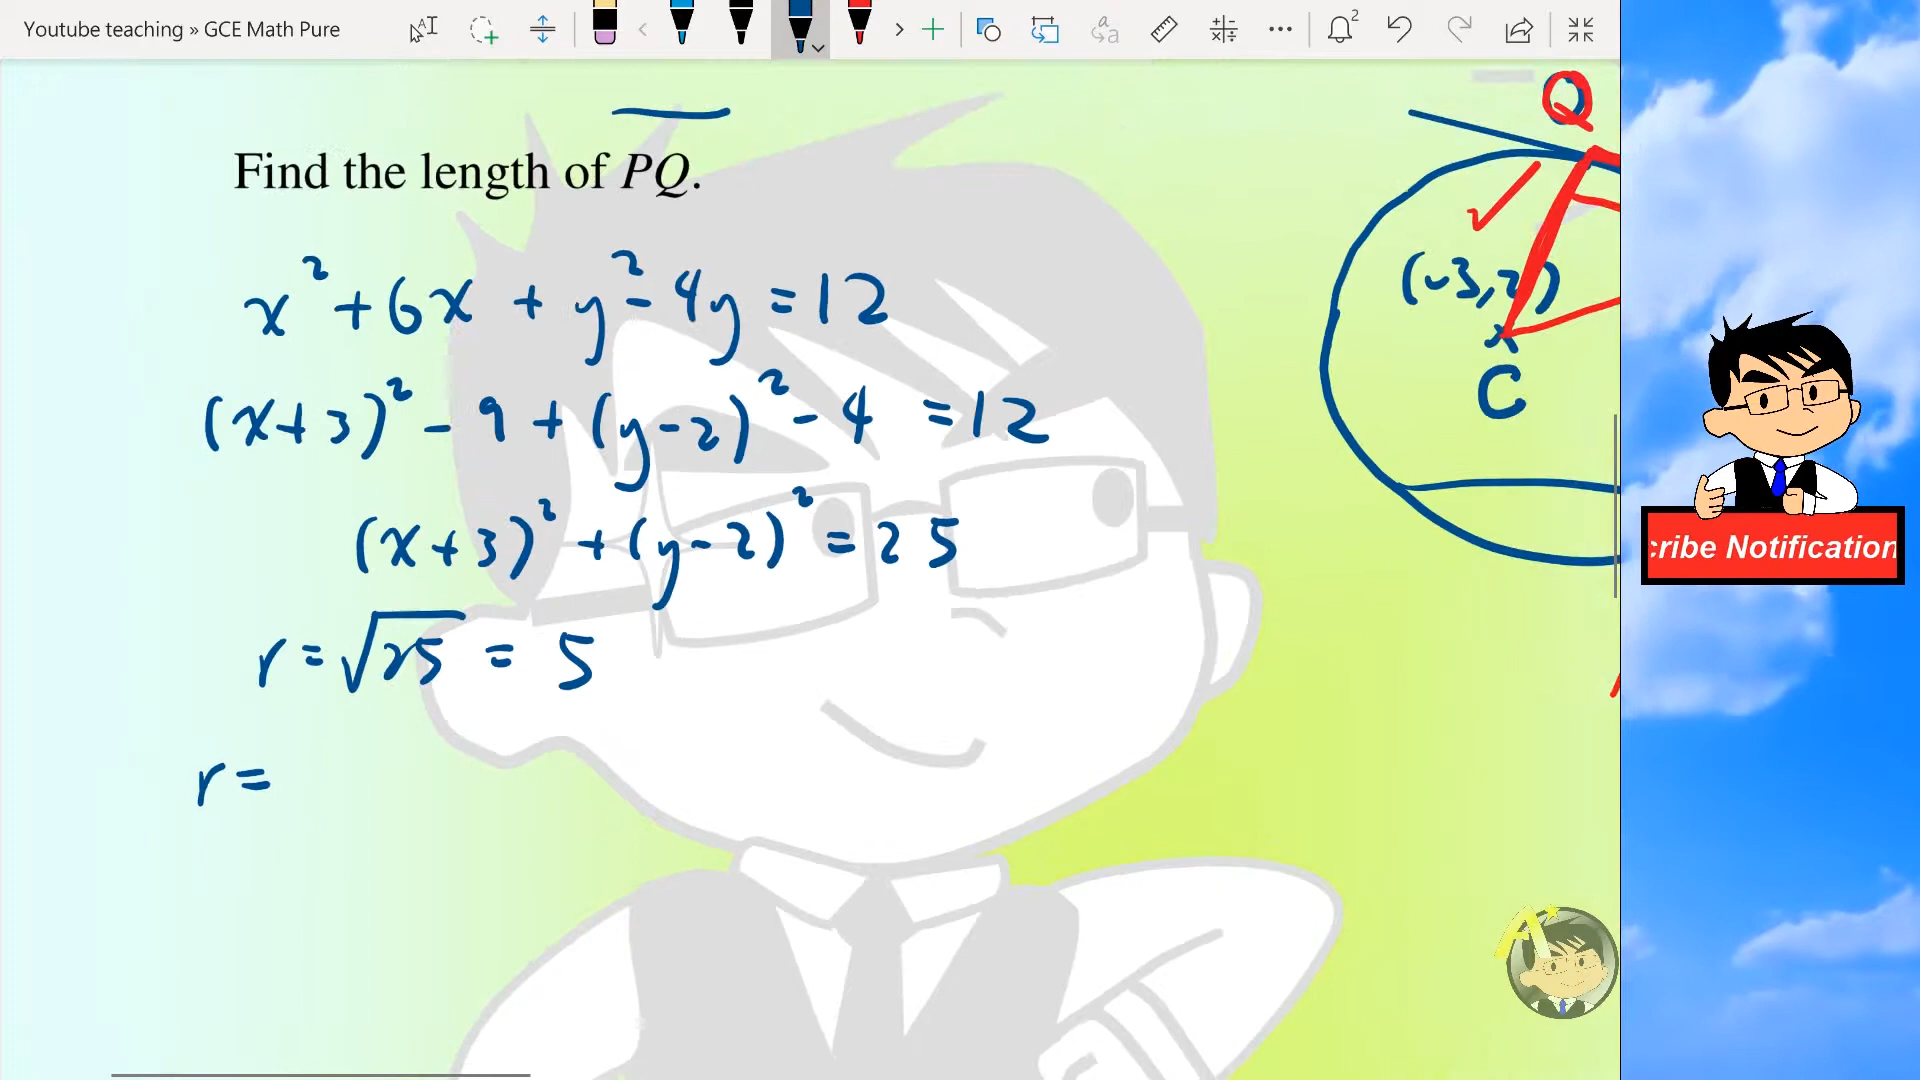 Youtube teaching » GCE Math Pure
Q
Find the length of PQ.
x² + 6x + y² - 4y = 12
(-3, 2)
C
(x+3)² - 9 + (y-2)² - 4 = 12
(x+3)² + (y-2)² = 25
cribe Notification
r = √25 = 5
r =
A*